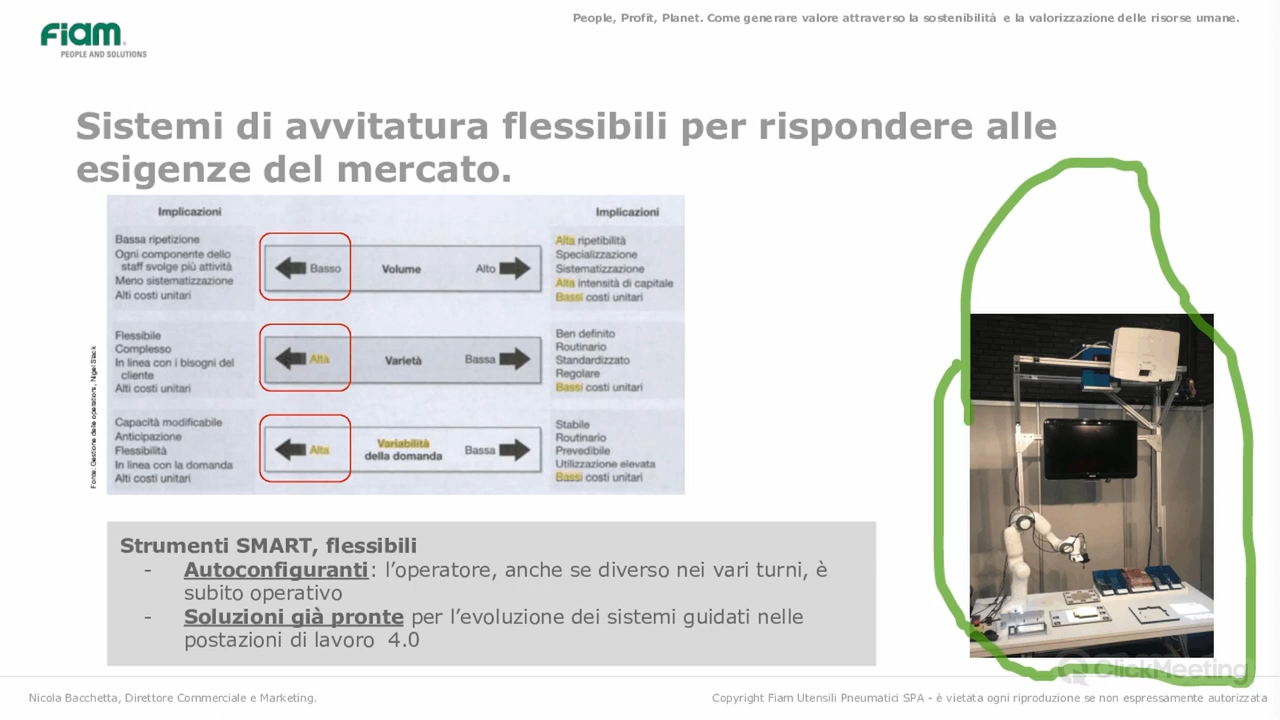 People, Profit, Planet. Come generare valore attraverso la sostenibilità e la valorizzazione delle risorse umane.
Fiam
PEOPLE AND SOLUTIONS
Sistemi di avvitatura flessibili per rispondere alle
esigenze del mercato.
Implicazioni
Implicazioni
Bassa ripetizione
Ogni componente dello
staff svolge più attività
Meno sistematizzazione
Alti costi unitari
Basso Volume Alto
Alta ripetibilità
Specializzazione
Sistematizzazione
Alta intensità di capitale
Bassi costi unitari
Flessibile
Complesso
In linea con i bisogni del
cliente
Alti costi unitari
Alta Varietà Bassa
Ben definito
Routinario
Standardizzato
Regolare
Bassi costi unitari
Capacità modificabile
Anticipazione
Flessibilità
In linea con la domanda
Alti costi unitari
Alta Variabilità Bassa
della domanda
Stabile
Routinario
Prevedibile
Utilizzazione elevata
Bassi costi unitari
Fonte: Gestione delle operations, Nigel Slack
Strumenti SMART, flessibili
- Autoconfiguranti: l’operatore, anche se diverso nei vari turni, è
subito operativo
- Soluzioni già pronte per l’evoluzione dei sistemi guidati nelle
postazioni di lavoro 4.0
ClickMeeting
Nicola Bacchetta, Direttore Commerciale e Marketing.
Copyright Fiam Utensili Pneumatici SPA - è vietata ogni riproduzione se non espressamente autorizzata